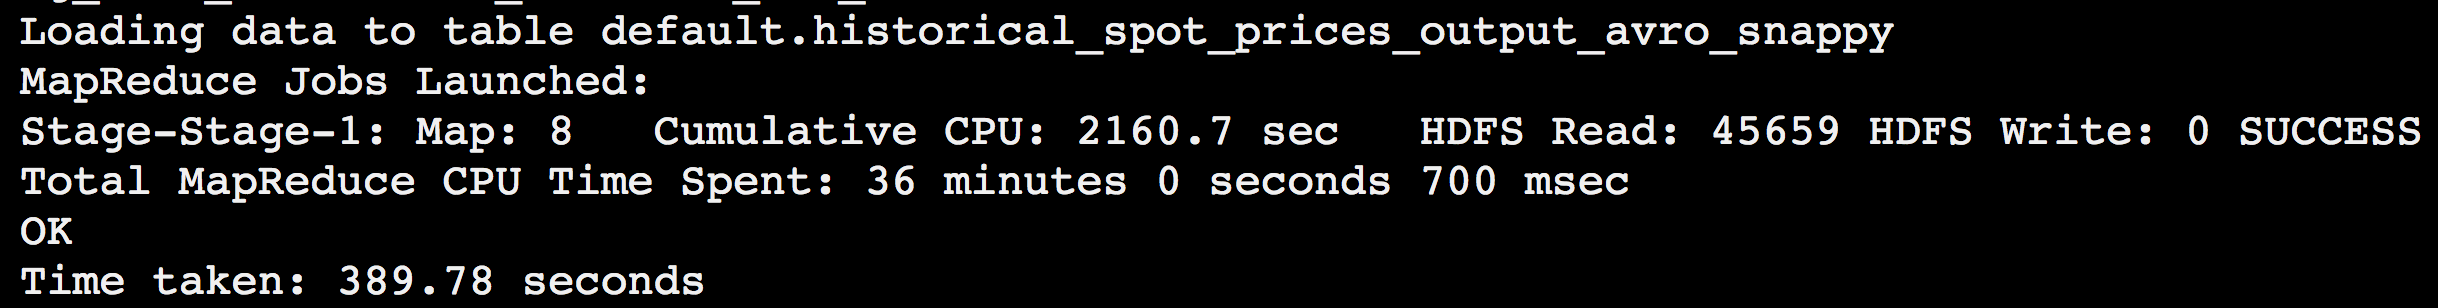 Loading data to table default.historical_spot_prices_output_avro_snappy
MapReduce Jobs Launched:
Stage-Stage-1: Map: 8   Cumulative CPU: 2160.7 sec   HDFS Read: 45659 HDFS Write: 0 SUCCESS
Total MapReduce CPU Time Spent: 36 minutes 0 seconds 700 msec
OK
Time taken: 389.78 seconds